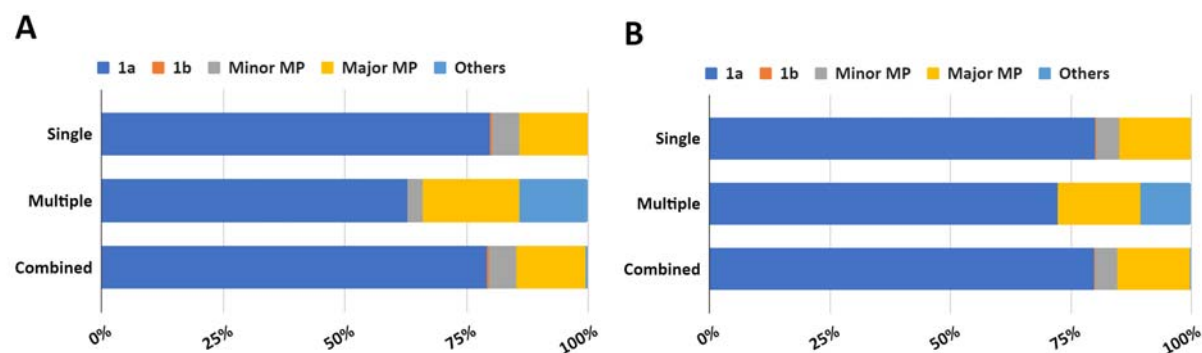 A
1a 1b Minor MP Major MP Others
Single
Multiple
Combined
0% 25% 50% 75% 100%
B
1a 1b Minor MP Major MP Others
Single
Multiple
Combined
0% 25% 50% 75% 100%